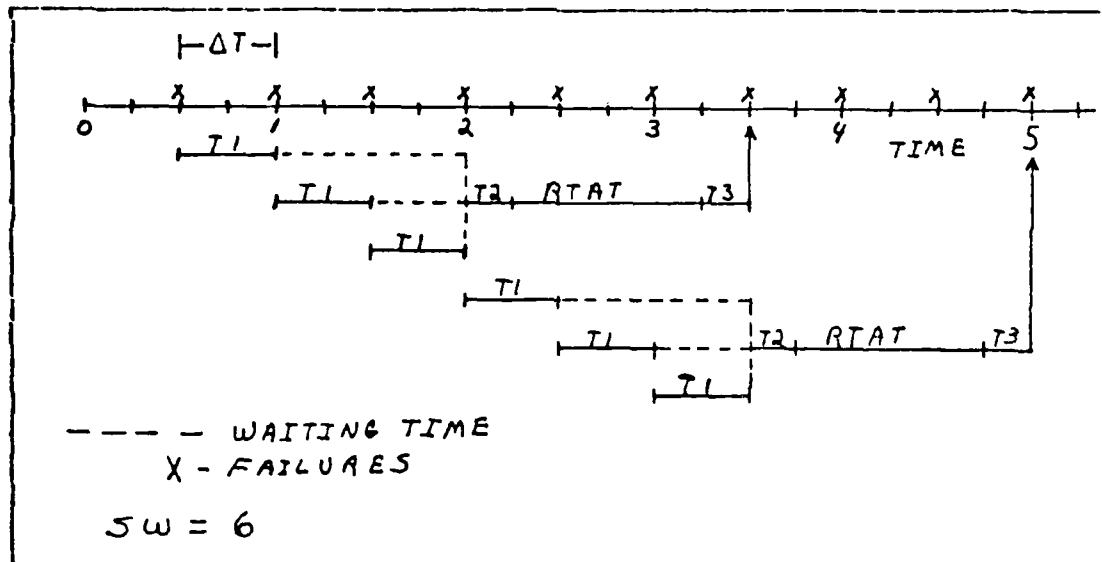 ΔT
X X X X X X X X X X
0 1 2 3 4 5
TIME
T1
T1 T2 RTAT T3
T1
T1
T1 T2 RTAT T3
T1
---- WAITING TIME
X - FAILURES
SW = 6